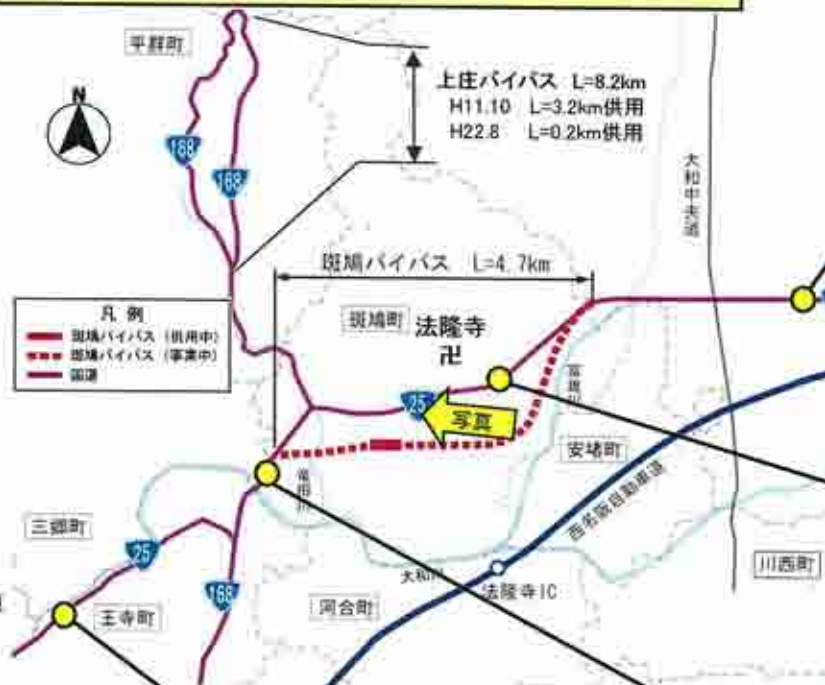 平群町
上庄バイパス L=8.2km
H11.10 L=3.2km供用
H22.8 L=0.2km供用
N
168
168
大和中央道
斑鳩バイパス L=4.7km
凡 例
斑鳩バイパス (供用中)
斑鳩バイパス (事業中)
国道
斑鳩町
法隆寺
卍
25
写真
富雄川
安堵町
竜田川
西名阪自動車道
三郷町
25
168
大和川
法隆寺IC
川西町
王寺町
河合町